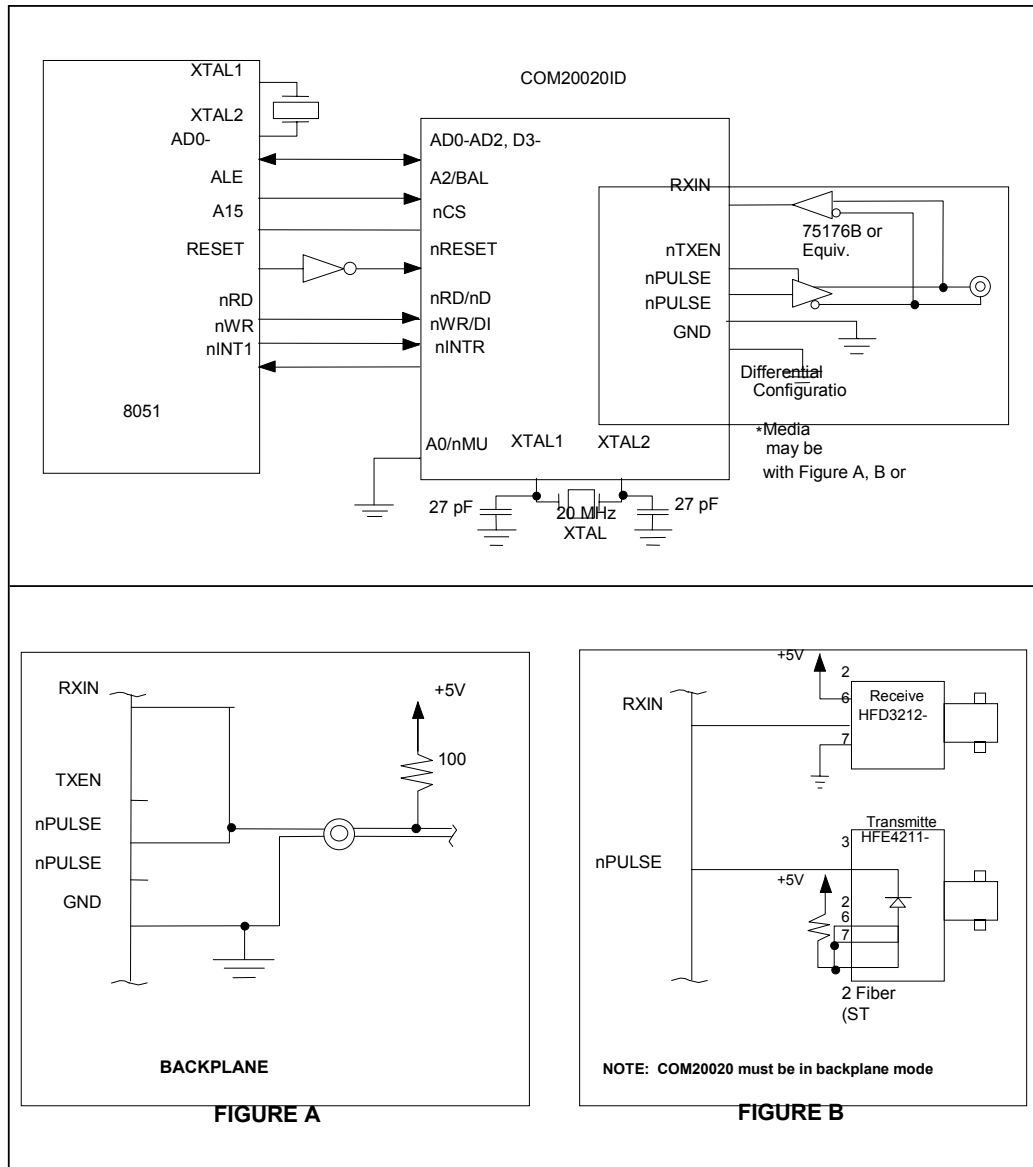 XTAL1
XTAL2
AD0-
ALE
A15
RESET
nRD
nWR
nINT1
8051
COM20020ID
AD0-AD2, D3-
A2/BAL
nCS
nRESET
nRD/nD
nWR/DI
nINTR
A0/nMU
XTAL1
XTAL2
RXIN
nTXEN
nPULSE
nPULSE
GND
75176B or
Equiv.
Differential
Configuratio
*Media
may be
with Figure A, B or
27 pF
20 MHz
XTAL
27 pF
RXIN
TXEN
nPULSE
nPULSE
GND
+5V
100
BACKPLANE
FIGURE A
+5V
2
6
7
RXIN
Receive
HFD3212-
Transmitte
HFE4211-
3
nPULSE
+5V
2
6
7
2 Fiber
(ST
NOTE: COM20020 must be in backplane mode
FIGURE B